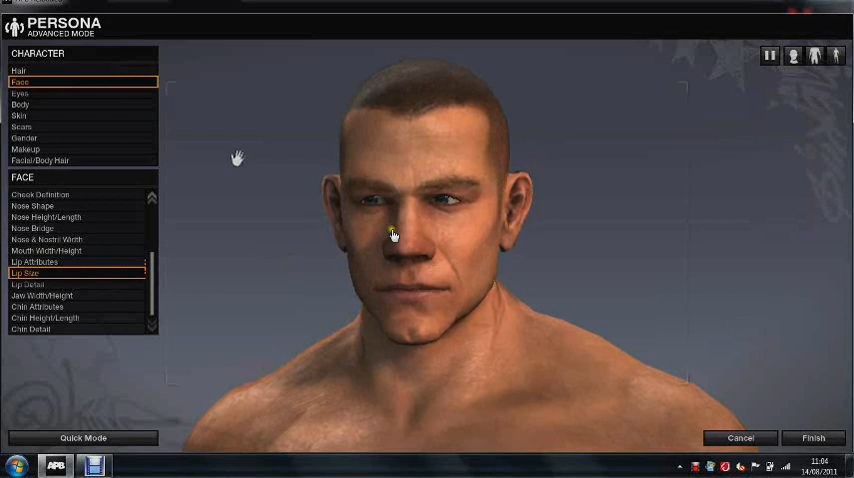 PERSONA
ADVANCED MODE
CHARACTER
Hair
Face
Eyes
Body
Skin
Scars
Gender
Makeup
Facial/Body Hair
FACE
Cheek Definition
Nose Shape
Nose Height/Length
Nose Bridge
Nose & Nostril Width
Mouth Width/Height
Lip Attributes
Lip Size
Lip Detail
Jaw Width/Height
Chin Attributes
Chin Height/Length
Chin Detail
Quick Mode
Cancel
Finish
APB
11:04
14/08/2011